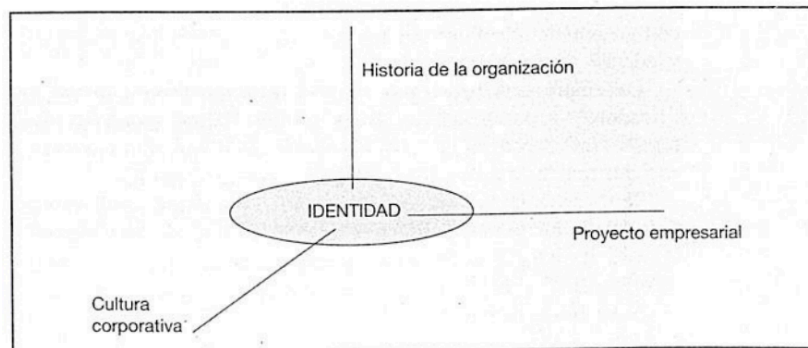 Historia de la organización
IDENTIDAD
Proyecto empresarial
Cultura
corporativa